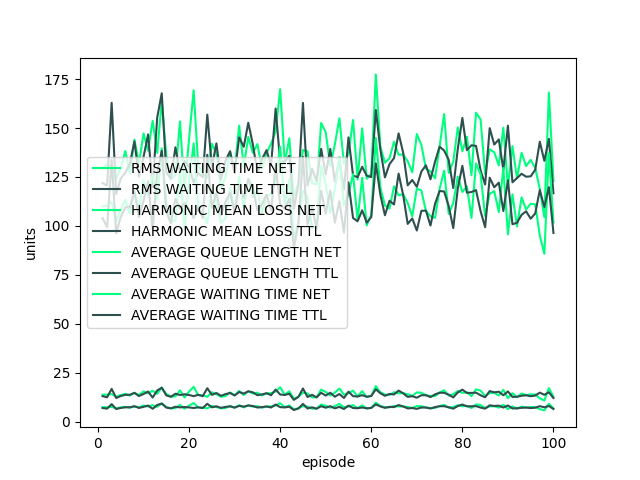 175
150
125
100
75
50
25
0
units
RMS WAITING TIME NET
RMS WAITING TIME TTL
HARMONIC MEAN LOSS NET
HARMONIC MEAN LOSS TTL
AVERAGE QUEUE LENGTH NET
AVERAGE QUEUE LENGTH TTL
AVERAGE WAITING TIME NET
AVERAGE WAITING TIME TTL
0 20 40 60 80 100
episode